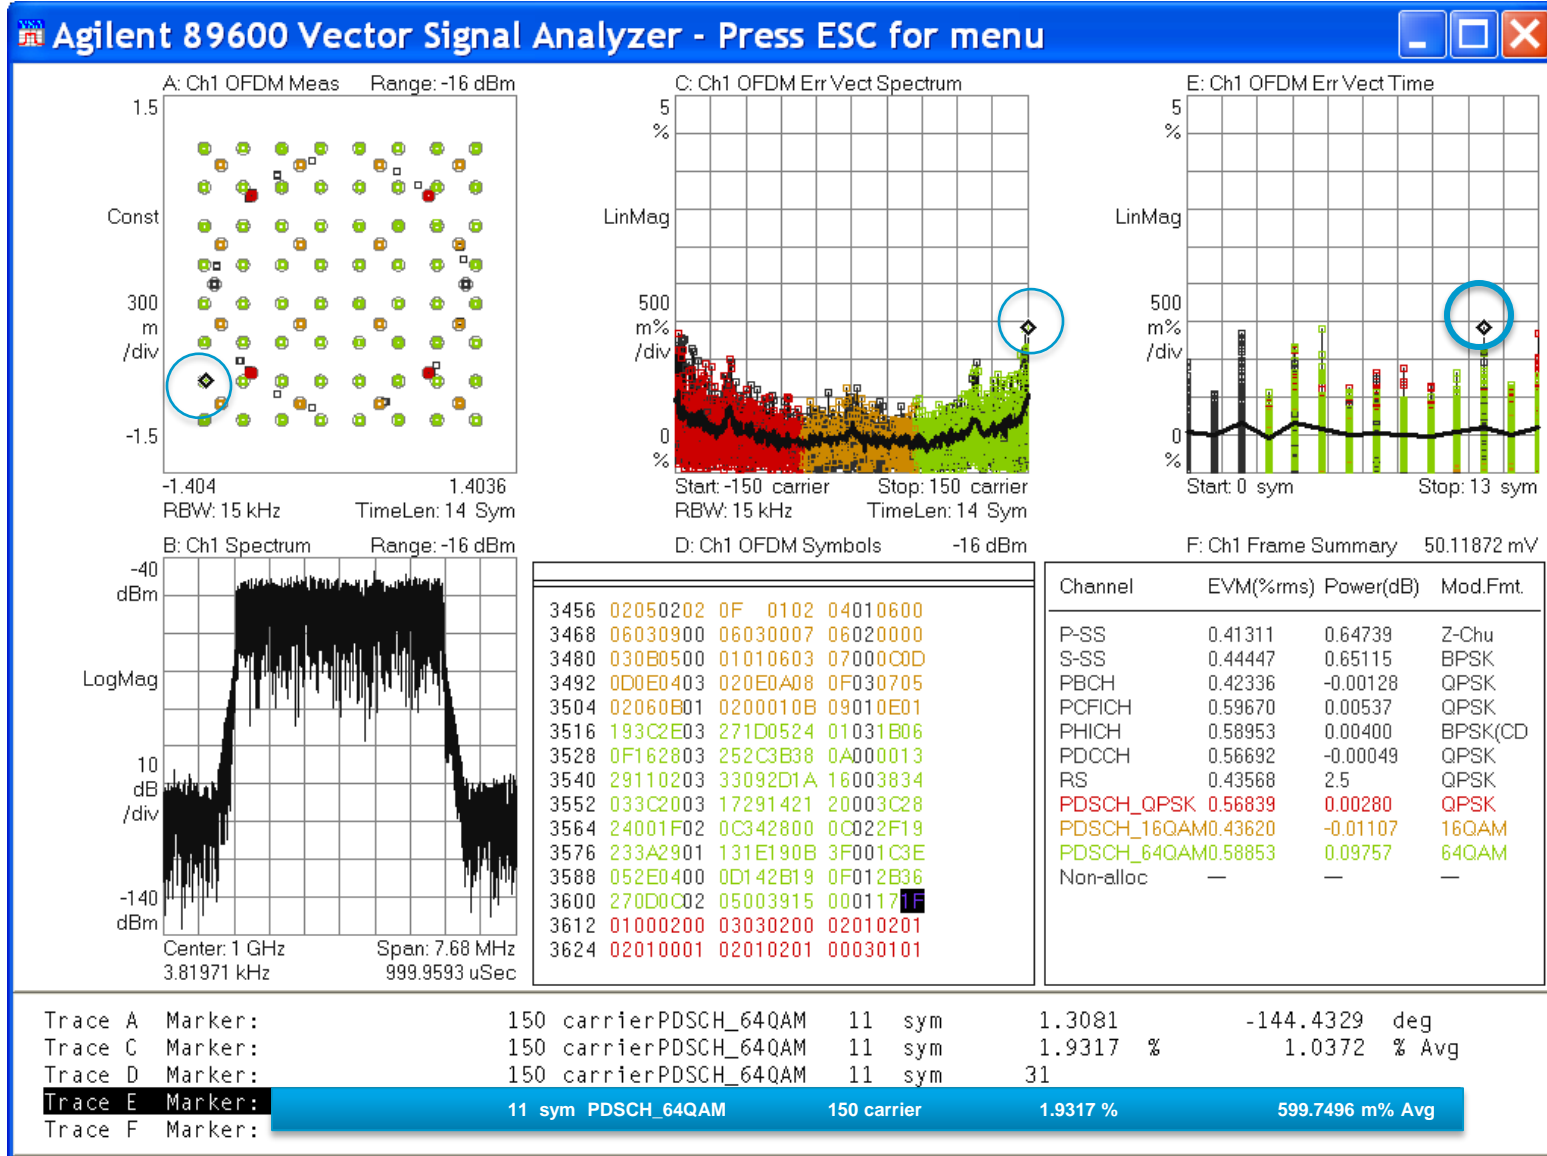 Agilent 89600 Vector Signal Analyzer - Press ESC for menu
A: Ch1 OFDM Meas Range: -16 dBm
1.5
Const
300
m
/div
-1.5
-1.404 1.4036
RBW: 15 kHz TimeLen: 14 Sym
C: Ch1 OFDM Err Vect Spectrum
5
%
LinMag
500
m%
/div
0
%
Start: -150 carrier Stop: 150 carrier
RBW: 15 kHz TimeLen: 14 Sym
E: Ch1 OFDM Err Vect Time
5
%
LinMag
500
m%
/div
0
%
Start: 0 sym Stop: 13 sym
B: Ch1 Spectrum Range: -16 dBm
-40
dBm
LogMag
10
dB
/div
-140
dBm
Center: 1 GHz Span: 7.68 MHz
3.81971 kHz 999.9593 uSec
D: Ch1 OFDM Symbols -16 dBm
3456 02050202 0F 0102 04010600
3468 06030900 06030007 06020000
3480 030B0500 01010603 07000C0D
3492 0D0E0403 020E0A08 0F030705
3504 02060B01 0200010B 09010E01
3516 193C2E03 271D0524 01031B06
3528 0F162803 252C3B38 0A000013
3540 29110203 33092D1A 16003834
3552 033C2003 17291421 20003C28
3564 24001F02 0C342800 0C022F19
3576 233A2901 131E190B 3F001C3E
3588 052E0400 0D142B19 0F012B36
3600 270D0C02 05003915 0001171F
3612 01000200 03030200 02010201
3624 02010001 02010201 00030101
F: Ch1 Frame Summary 50.11872 mV
Channel EVM(%rms) Power(dB) Mod.Fmt.
P-SS 0.41311 0.64739 Z-Chu
S-SS 0.44447 0.65115 BPSK
PBCH 0.42336 -0.00128 QPSK
PCFICH 0.59670 0.00537 QPSK
PHICH 0.58953 0.00400 BPSK(CD
PDCCH 0.56692 -0.00049 QPSK
RS 0.43568 2.5 QPSK
PDSCH_QPSK 0.56839 0.00280 QPSK
PDSCH_16QAM0.43620 -0.01107 16QAM
PDSCH_64QAM0.58853 0.09757 64QAM
Non-alloc — — —
Trace A Marker: 150 carrierPDSCH_64QAM 11 sym 1.3081 -144.4329 deg
Trace C Marker: 150 carrierPDSCH_64QAM 11 sym 1.9317 % 1.0372 % Avg
Trace D Marker: 150 carrierPDSCH_64QAM 11 sym 31
Trace E Marker: 11 sym PDSCH_64QAM 150 carrier 1.9317 % 599.7496 m% Avg
Trace F Marker: